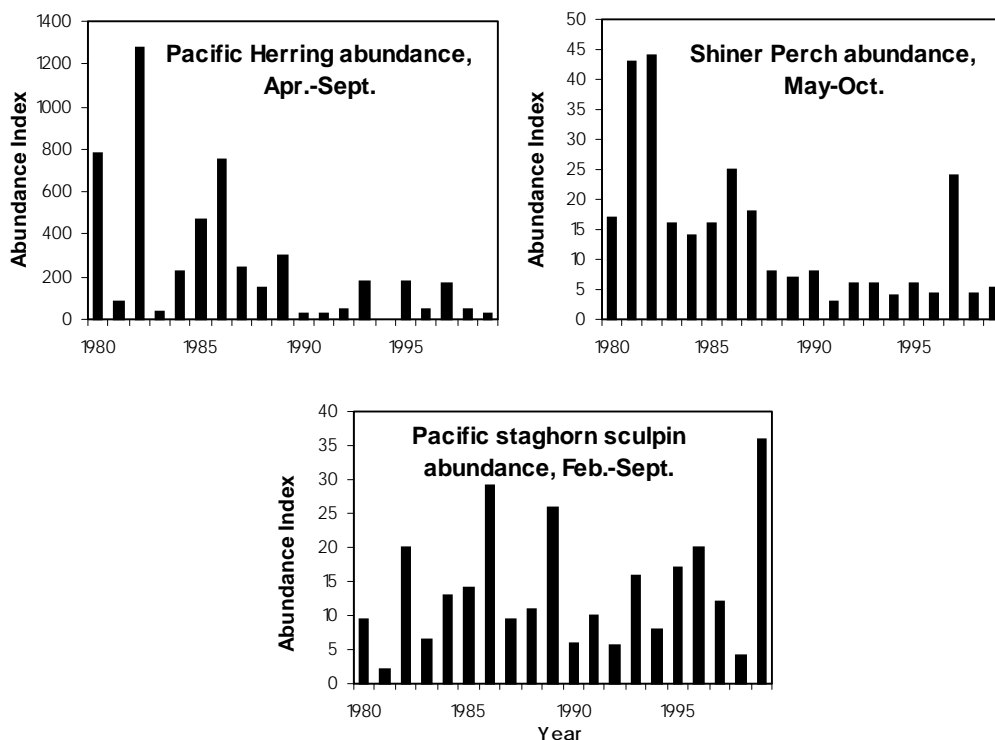 Pacific Herring abundance,
Apr.-Sept.
Abundance Index
1400
1200
1000
800
600
400
200
0
1980 1985 1990 1995
Shiner Perch abundance,
May-Oct.
Abundance Index
50
45
40
35
30
25
20
15
10
5
0
1980 1985 1990 1995
Pacific staghorn sculpin
abundance, Feb.-Sept.
Abundance Index
40
35
30
25
20
15
10
5
0
1980 1985 1990 1995
Year